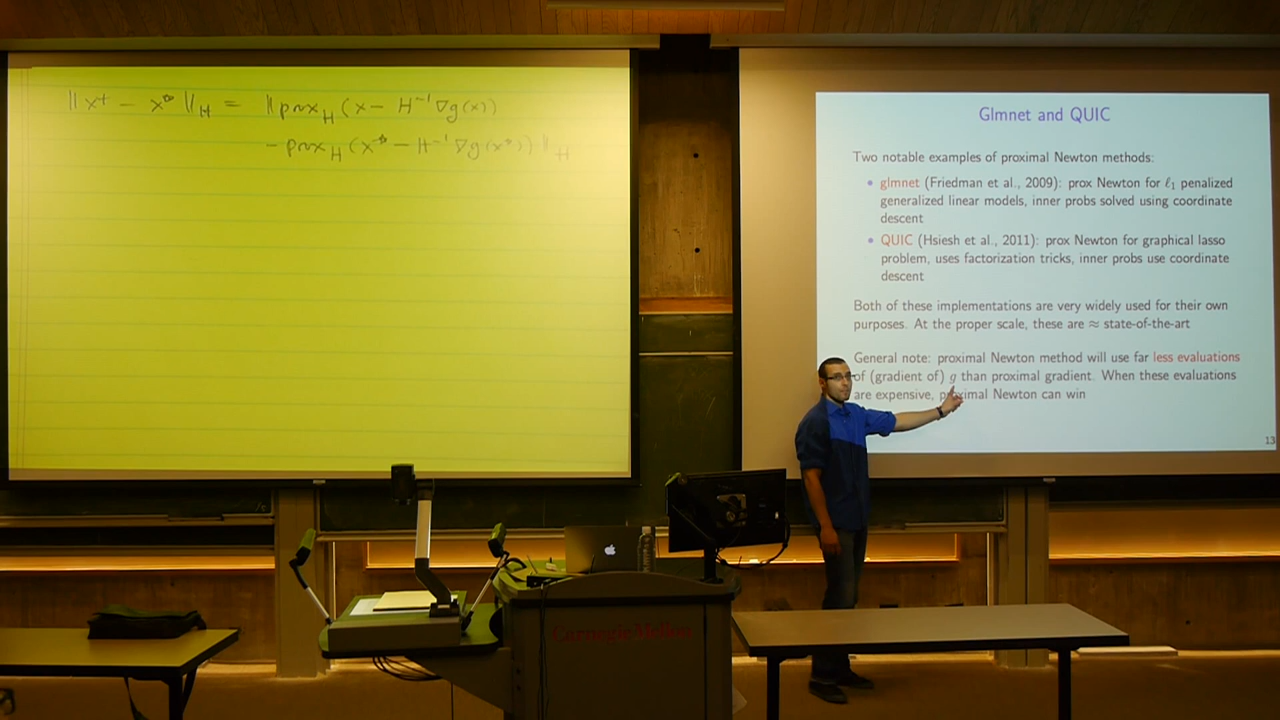 ‖x⁺ − x*‖_H = ‖prox_H (x − H⁻¹∇g(x))
− prox_H (x* − H⁻¹∇g(x*))‖_H
Glmnet and QUIC
Two notable examples of proximal Newton methods:
• glmnet (Friedman et al., 2009): prox Newton for ℓ₁ penalized
generalized linear models, inner probs solved using coordinate
descent
• QUIC (Hsiesh et al., 2011): prox Newton for graphical lasso
problem, uses factorization tricks, inner probs use coordinate
descent
Both of these implementations are very widely used for their own
purposes. At the proper scale, these are ≈ state-of-the-art
General note: proximal Newton method will use far less evaluations
of (gradient of) g than proximal gradient. When these evaluations
are expensive, proximal Newton can win
13
Carnegie Mellon